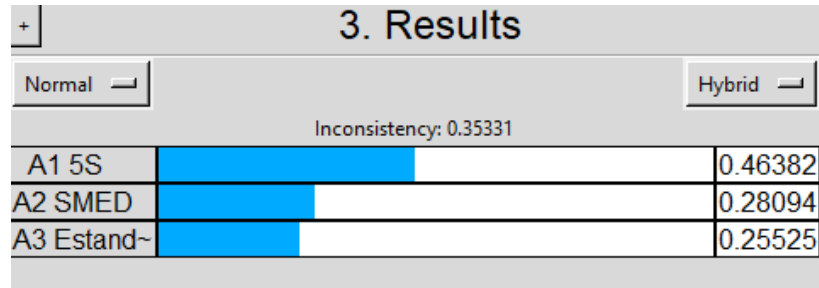 +
3. Results
Normal
Hybrid
Inconsistency: 0.35331
A1 5S 0.46382
A2 SMED 0.28094
A3 Estand~ 0.25525